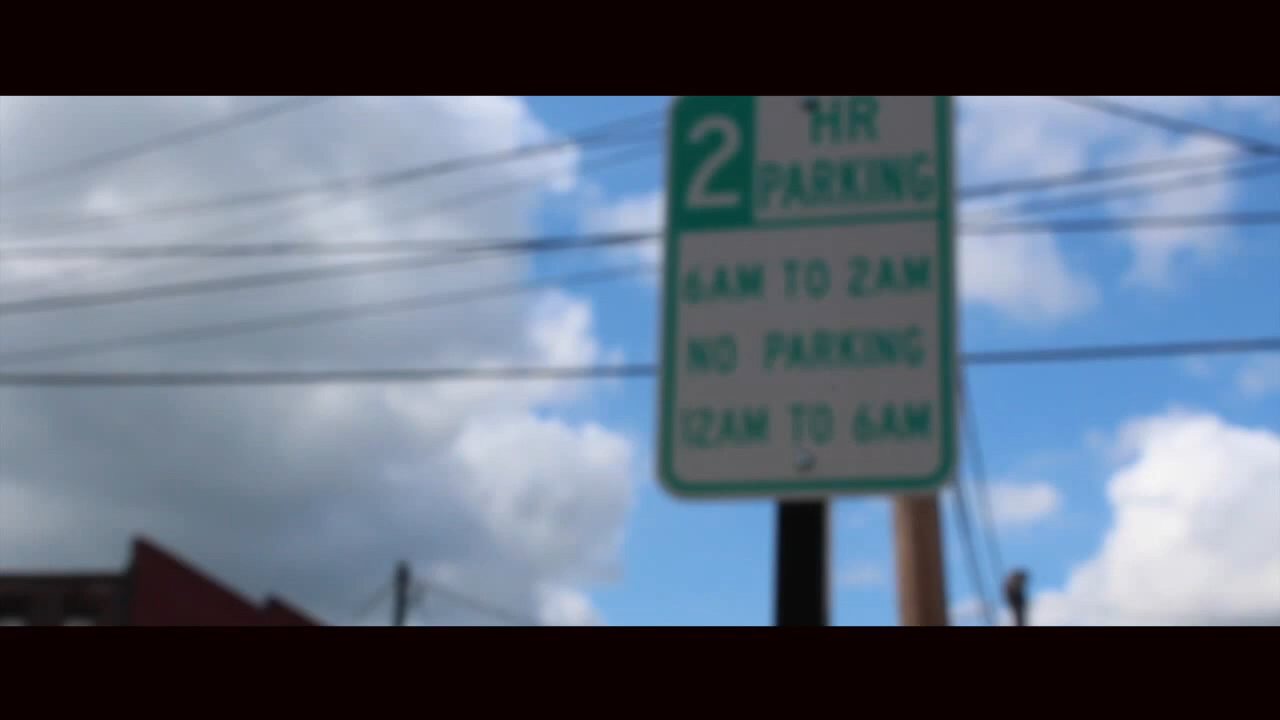 2 HR
PARKING
6AM TO 2AM
NO PARKING
12AM TO 6AM